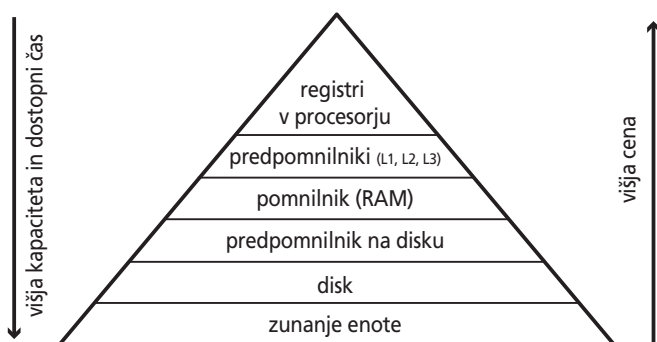 višja kapaciteta in dostopni čas
registri
v procesorju
predpomnilniki (L1, L2, L3)
pomnilnik (RAM)
predpomnilnik na disku
disk
zunanje enote
višja cena